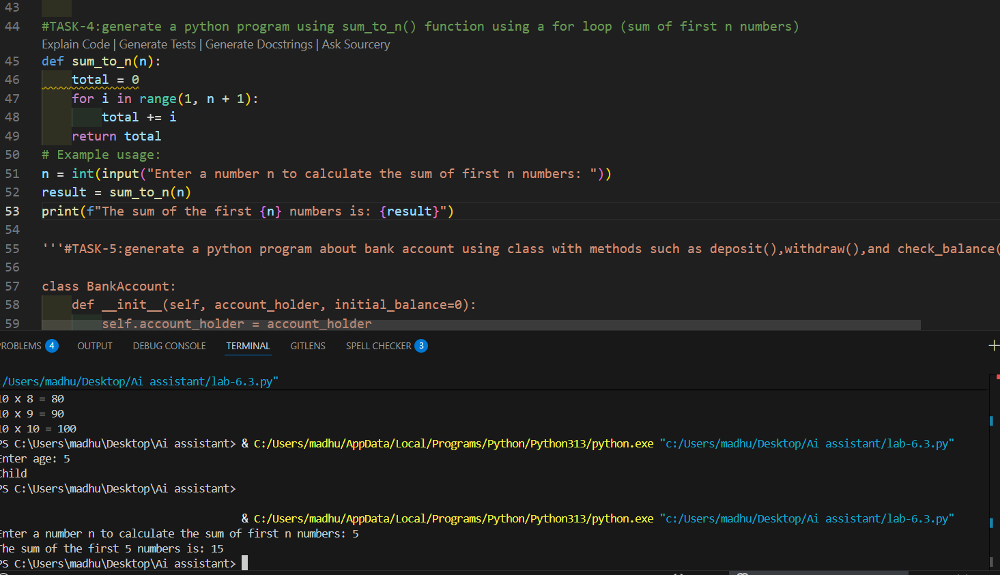 43
44 #TASK-4:generate a python program using sum_to_n() function using a for loop (sum of first n numbers)
Explain Code | Generate Tests | Generate Docstrings | Ask Sourcery
45 def sum_to_n(n):
46     total = 0
47     for i in range(1, n + 1):
48         total += i
49     return total
50 # Example usage:
51 n = int(input("Enter a number n to calculate the sum of first n numbers: "))
52 result = sum_to_n(n)
53 print(f"The sum of the first {n} numbers is: {result}")
54
55 '''#TASK-5:generate a python program about bank account using class with methods such as deposit(),withdraw(),and check_balance(
56
57 class BankAccount:
58     def __init__(self, account_holder, initial_balance=0):
59         self.account_holder = account_holder
ROBLEMS 4 OUTPUT DEBUG CONSOLE TERMINAL GITLENS SPELL CHECKER 3
:/Users/madhu/Desktop/Ai assistant/lab-6.3.py"
10 x 8 = 80
10 x 9 = 90
10 x 10 = 100
PS C:\Users\madhu\Desktop\Ai assistant> & C:/Users/madhu/AppData/Local/Programs/Python/Python313/python.exe "c:/Users/madhu/Desktop/Ai assistant/lab-6.3.py"
Enter age: 5
Child
PS C:\Users\madhu\Desktop\Ai assistant>
& C:/Users/madhu/AppData/Local/Programs/Python/Python313/python.exe "c:/Users/madhu/Desktop/Ai assistant/lab-6.3.py"
Enter a number n to calculate the sum of first n numbers: 5
The sum of the first 5 numbers is: 15
PS C:\Users\madhu\Desktop\Ai assistant>